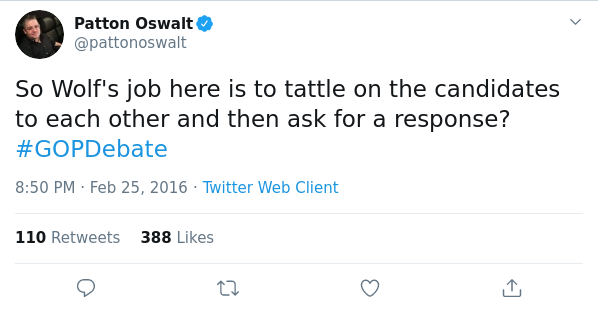 Patton Oswalt
@pattonoswalt
So Wolf's job here is to tattle on the candidates
to each other and then ask for a response?
#GOPDebate
8:50 PM · Feb 25, 2016 · Twitter Web Client
110 Retweets 388 Likes